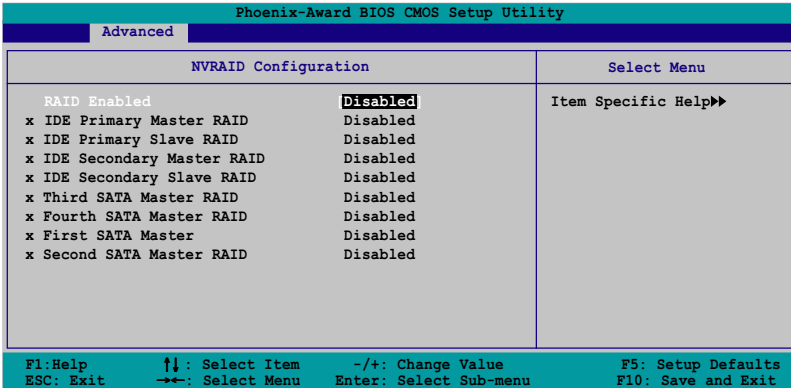 Phoenix-Award BIOS CMOS Setup Utility
Advanced
NVRAID Configuration
Select Menu
RAID Enabled [Disabled]
Item Specific Help▶▶
x IDE Primary Master RAID Disabled
x IDE Primary Slave RAID Disabled
x IDE Secondary Master RAID Disabled
x IDE Secondary Slave RAID Disabled
x Third SATA Master RAID Disabled
x Fourth SATA Master RAID Disabled
x First SATA Master Disabled
x Second SATA Master RAID Disabled
F1:Help ↑↓ : Select Item -/+: Change Value F5: Setup Defaults
ESC: Exit →←: Select Menu Enter: Select Sub-menu F10: Save and Exit